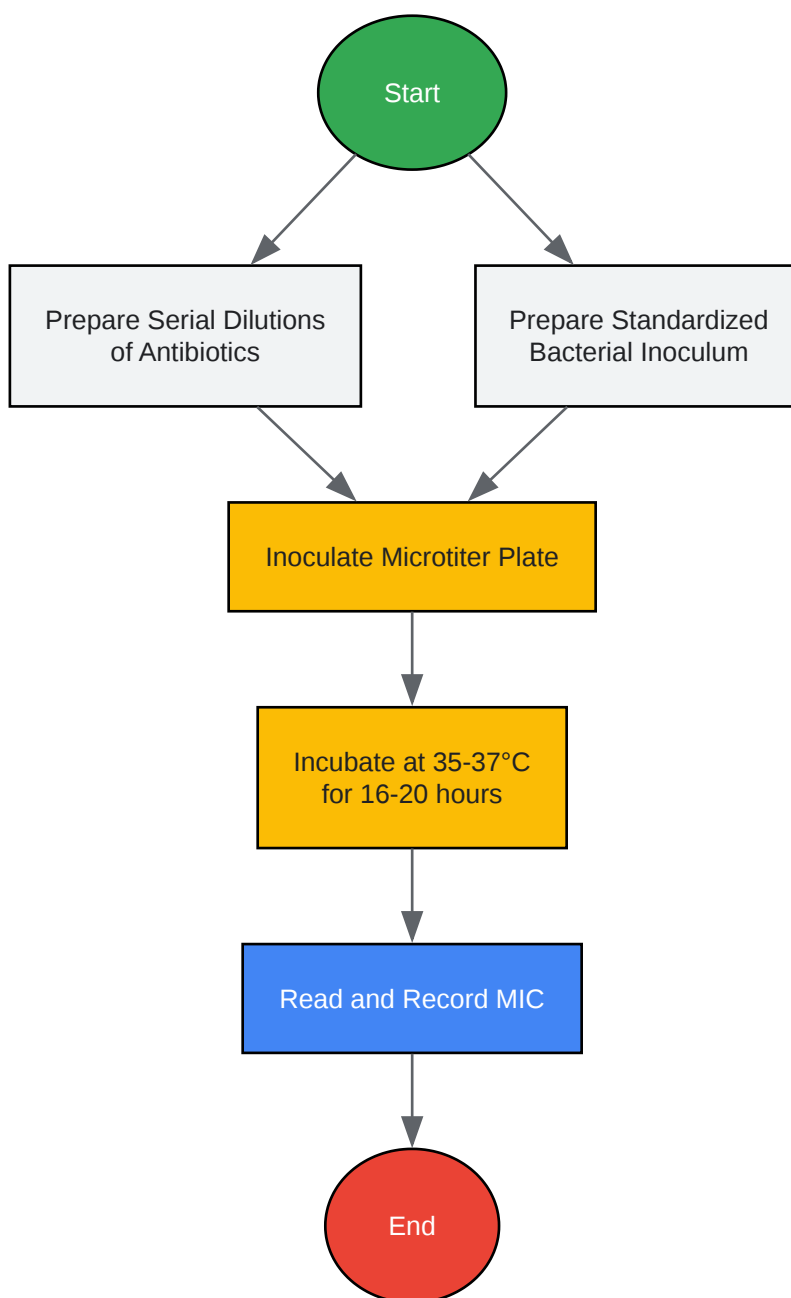 Start
Prepare Serial Dilutions
of Antibiotics
Prepare Standardized
Bacterial Inoculum
Inoculate Microtiter Plate
Incubate at 35-37°C
for 16-20 hours
Read and Record MIC
End